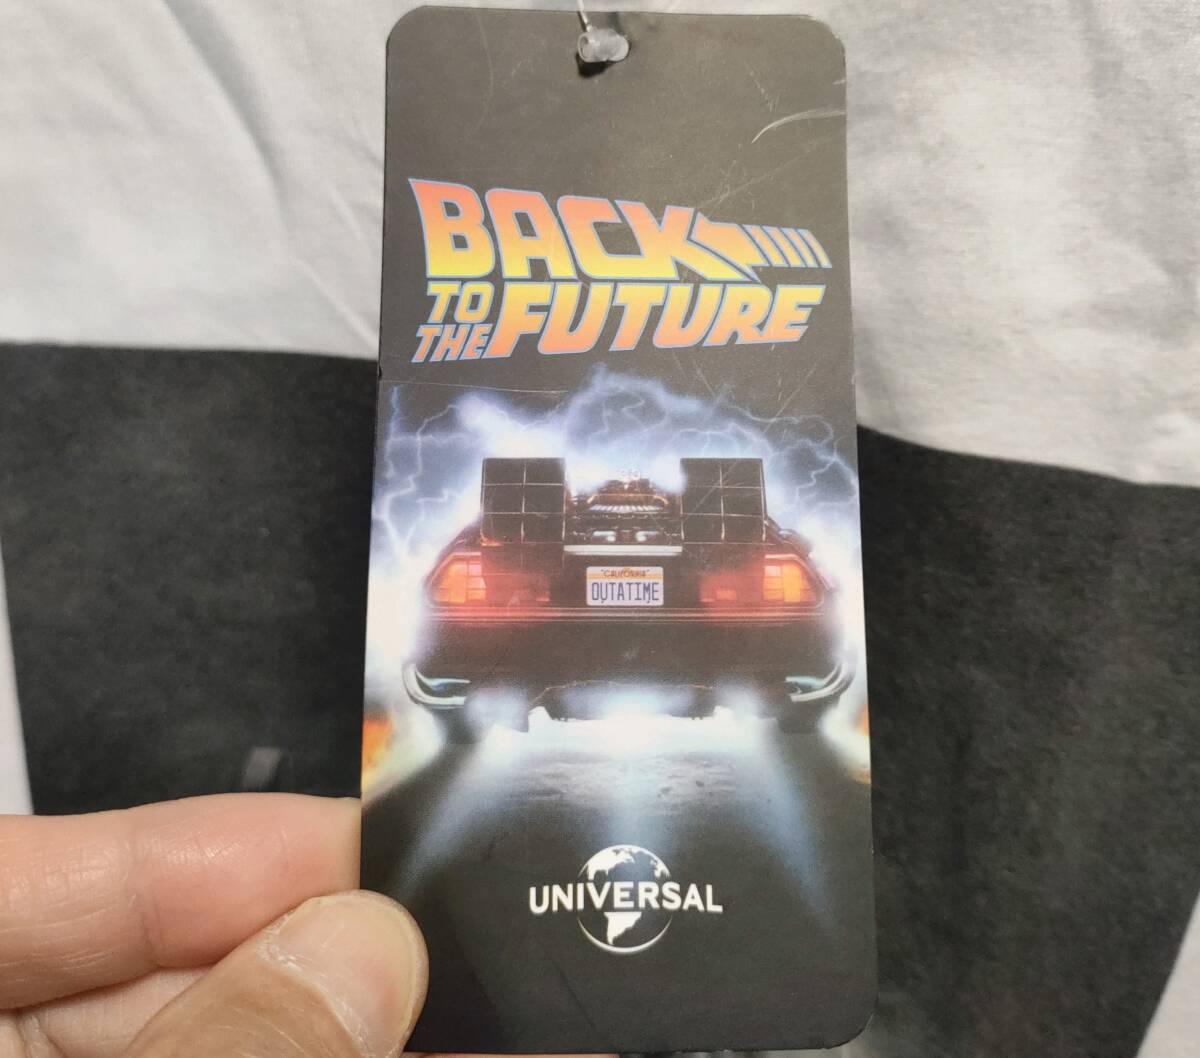 BACK
TO
THE FUTURE
"CALIFORNIA"
OUTATIME
UNIVERSAL